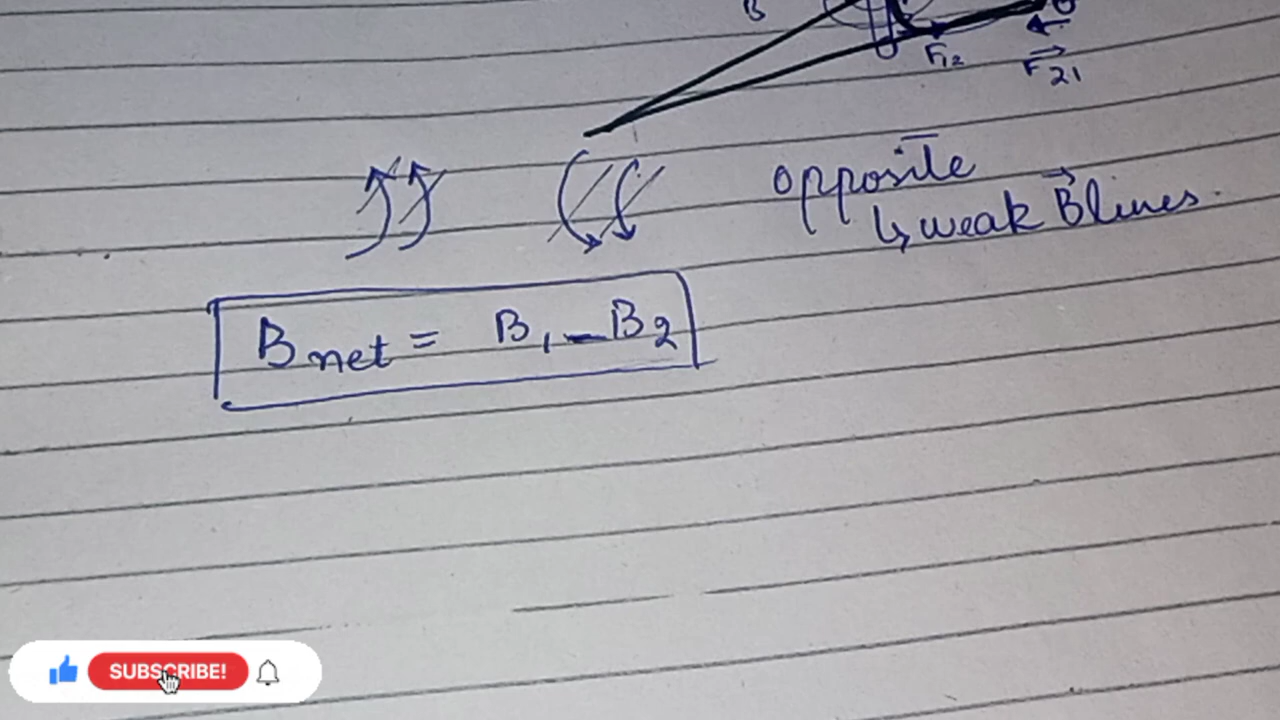 B
F₁₂
F₂₁
opposite
↳ weak B⃗ lines.
Bnet = B₁ - B₂
SUBSCRIBE!